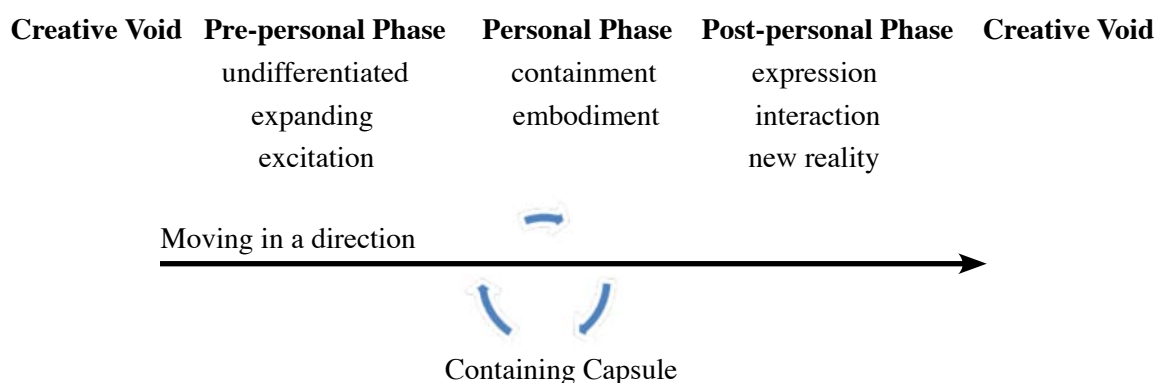 Creative Void Pre-personal Phase Personal Phase Post-personal Phase Creative Void
undifferentiated containment expression
expanding embodiment interaction
excitation new reality
Moving in a direction
Containing Capsule